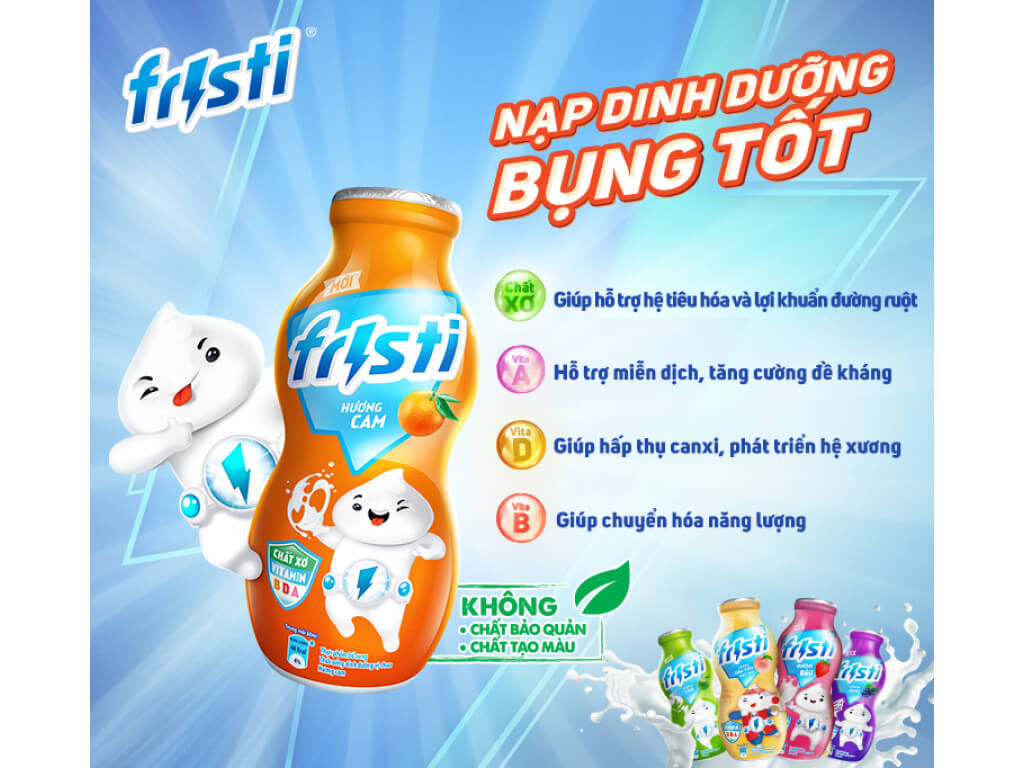 fristi®
NẠP DINH DƯỠNG
BỤNG TỐT
MỚI
fristi
HƯƠNG
CAM
CHẤT XƠ
VITAMIN
B D A
Chất
XƠ
Giúp hỗ trợ hệ tiêu hóa và lợi khuẩn đường ruột
Vita
A
Hỗ trợ miễn dịch, tăng cường đề kháng
Vita
D
Giúp hấp thụ canxi, phát triển hệ xương
Vita
B
Giúp chuyển hóa năng lượng
KHÔNG
• CHẤT BẢO QUẢN
• CHẤT TẠO MÀU
fristi
fristi
fristi
HƯƠNG
DÂU
fristi